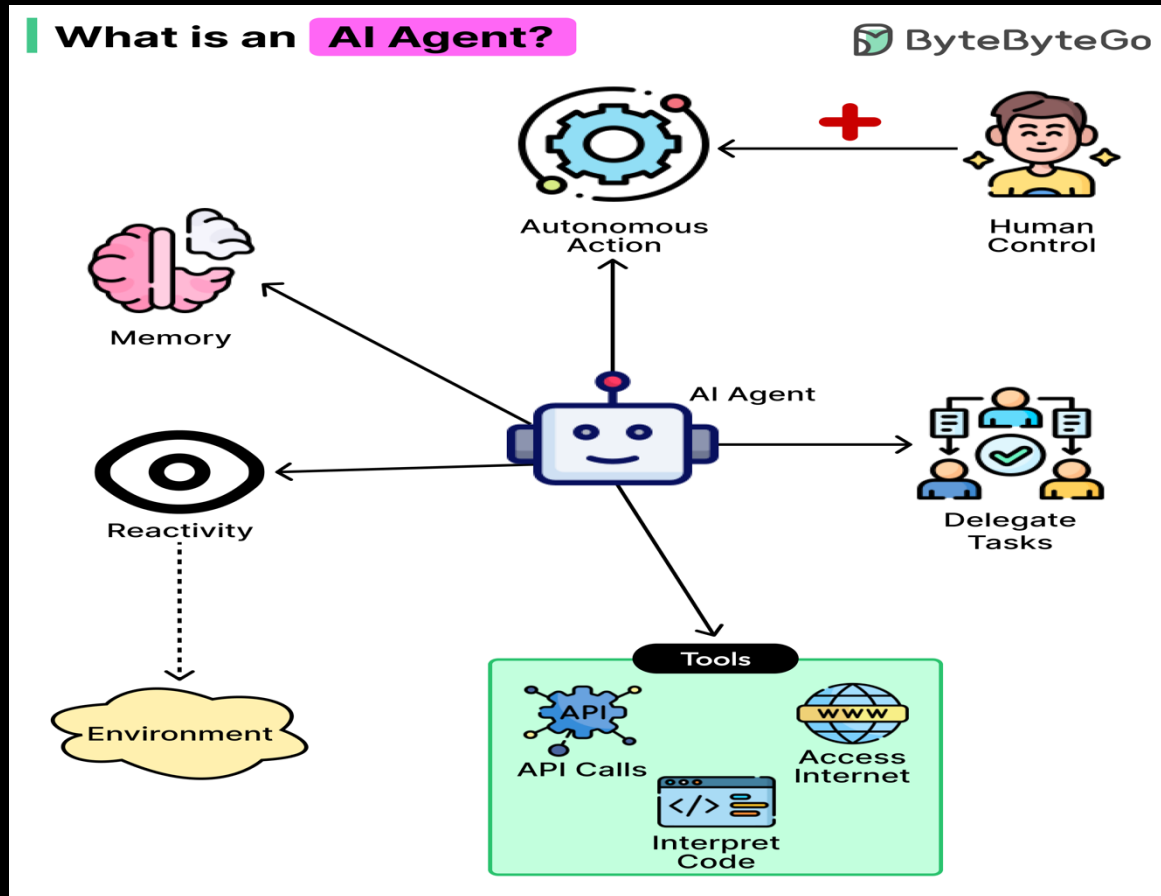 What is an AI Agent?
ByteByteGo
Autonomous
Action
Human
Control
Memory
AI Agent
Reactivity
Delegate
Tasks
Environment
Tools
API
API Calls
www
Access
Internet
</>
Interpret
Code